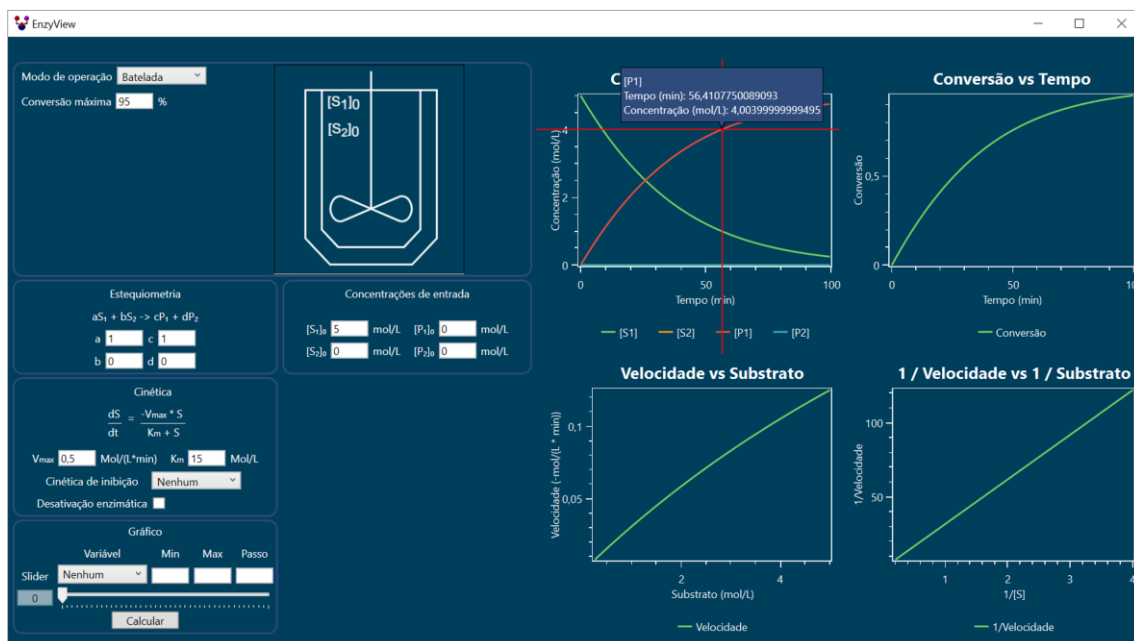 EnzyView
Modo de operação Batelada
Conversão máxima 95 %
[S₁]0
[S₂]0
Estequiometria
aS₁ + bS₂ -> cP₁ + dP₂
a 1 c 1
b 0 d 0
Concentrações de entrada
[S₁]₀ 5 mol/L [P₁]₀ 0 mol/L
[S₂]₀ 0 mol/L [P₂]₀ 0 mol/L
Cinética
dS = -Vmax * S
dt Km + S
Vmax 0,5 Mol/(L*min) Km 15 Mol/L
Cinética de inibição Nenhum
Desativação enzimática
Gráfico
Variável Min Max Passo
Slider Nenhum
0
Calcular
C
[P1]
Tempo (min): 56,4107750089093
Concentração (mol/L): 4,00399999999495
Concentração (mol/L)
4
2
0
0 50 100
Tempo (min)
[S1] [S2] [P1] [P2]
Conversão vs Tempo
Conversão
0,5
0
0 50 100
Tempo (min)
Conversão
Velocidade vs Substrato
Velocidade (-mol/(L * min))
0,1
0,05
2 4
Substrato (mol/L)
Velocidade
1 / Velocidade vs 1 / Substrato
1/Velocidade
100
50
1 2 3 4
1/[S]
1/Velocidade